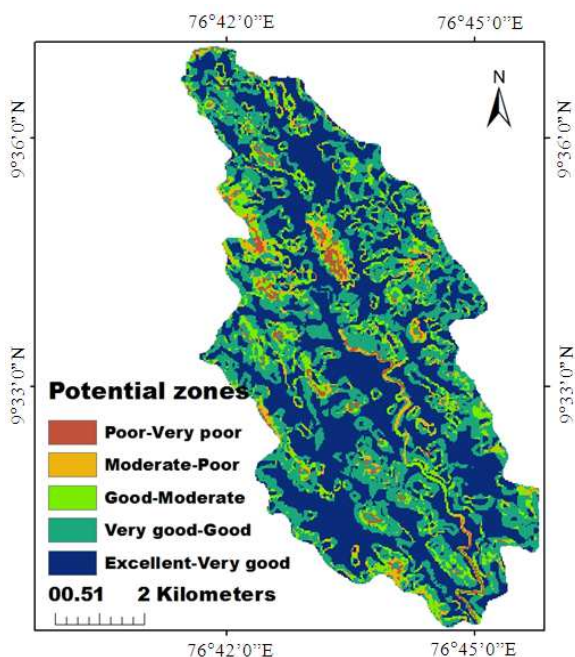 76°42’0”E 76°45’0”E
N
9°36’0”N 9°36’0”N
9°33’0”N 9°33’0”N
Potential zones
Poor-Very poor
Moderate-Poor
Good-Moderate
Very good-Good
Excellent-Very good
00.51 2 Kilometers
76°42’0”E 76°45’0”E